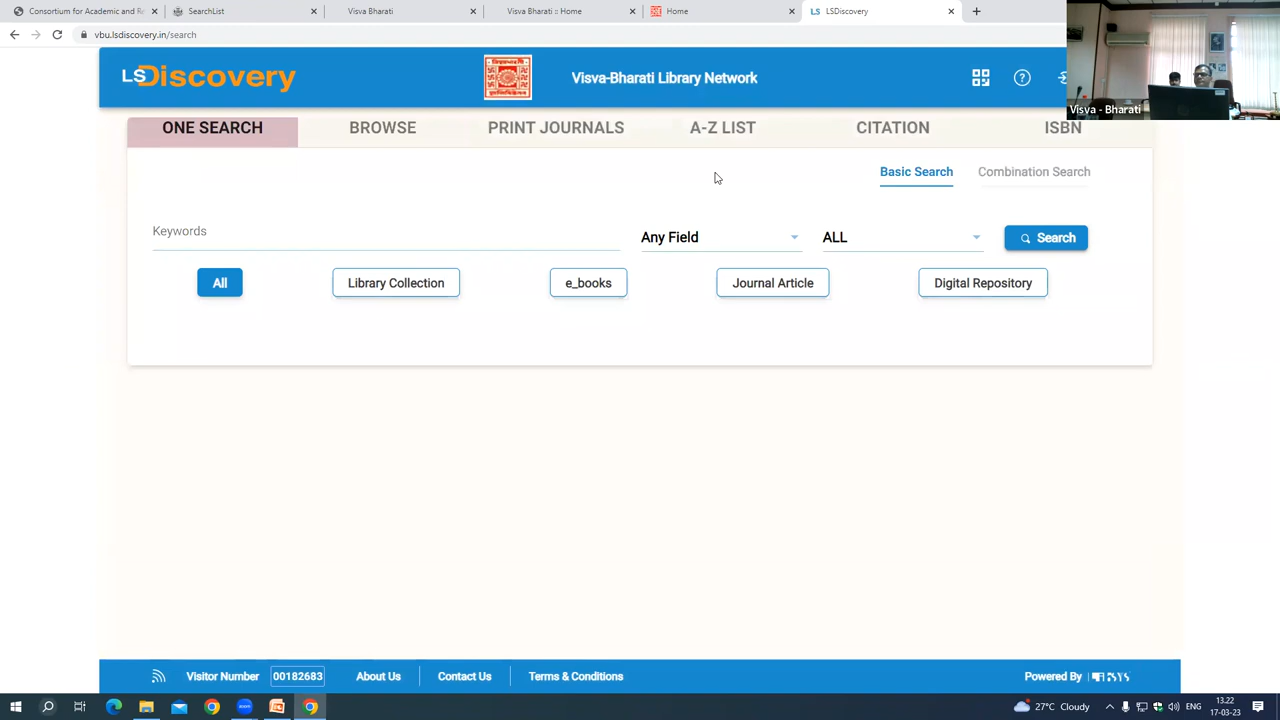 Consortium for Academic and Re
SearchList
Visva Bharati
Visva Bharati :: Home
Home
LS LSDiscovery
vbu.lsdiscovery.in/search
LSDiscovery
Visva-Bharati Library Network
Visva - Bharati
ONE SEARCH BROWSE PRINT JOURNALS A-Z LIST CITATION ISBN
Basic Search Combination Search
Keywords Any Field ALL Search
All Library Collection e_books Journal Article Digital Repository
Visitor Number 00182683 About Us Contact Us Terms & Conditions Powered By
27°C Cloudy ENG 13.22
17-03-23